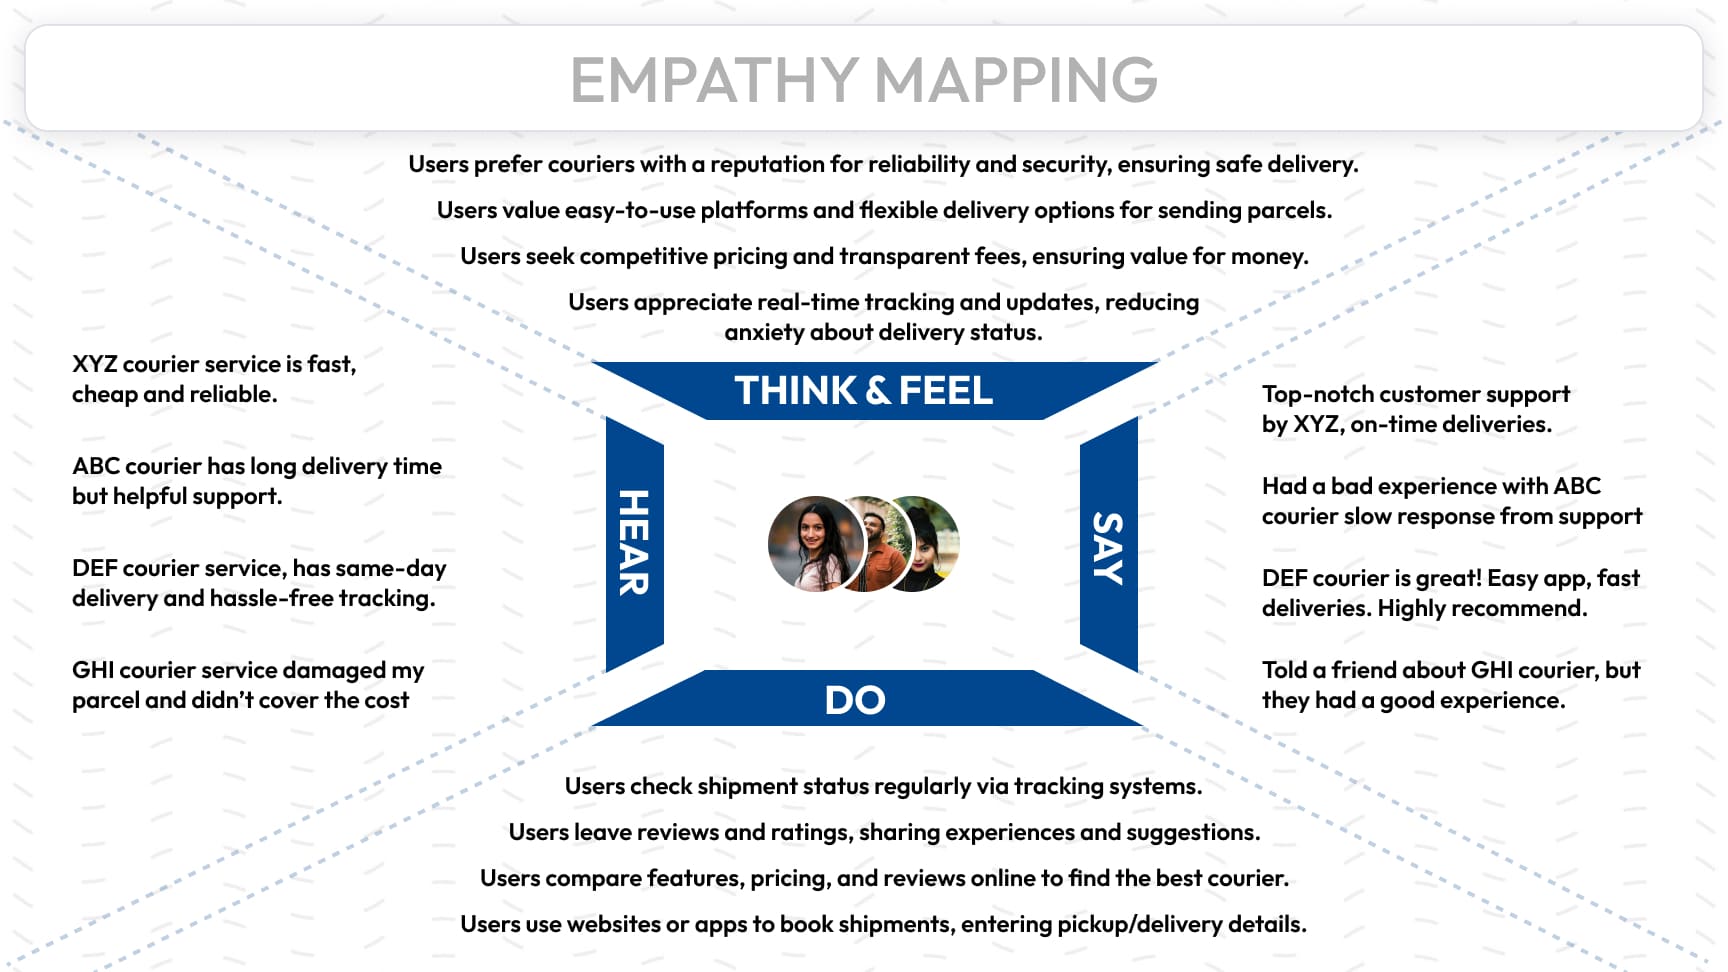 EMPATHY MAPPING
Users prefer couriers with a reputation for reliability and security, ensuring safe delivery.
Users value easy-to-use platforms and flexible delivery options for sending parcels.
Users seek competitive pricing and transparent fees, ensuring value for money.
Users appreciate real-time tracking and updates, reducing
anxiety about delivery status.
THINK & FEEL
XYZ courier service is fast,
cheap and reliable.
ABC courier has long delivery time
but helpful support.
DEF courier service, has same-day
delivery and hassle-free tracking.
GHI courier service damaged my
parcel and didn’t cover the cost
HEAR
SAY
Top-notch customer support
by XYZ, on-time deliveries.
Had a bad experience with ABC
courier slow response from support
DEF courier is great! Easy app, fast
deliveries. Highly recommend.
Told a friend about GHI courier, but
they had a good experience.
DO
Users check shipment status regularly via tracking systems.
Users leave reviews and ratings, sharing experiences and suggestions.
Users compare features, pricing, and reviews online to find the best courier.
Users use websites or apps to book shipments, entering pickup/delivery details.